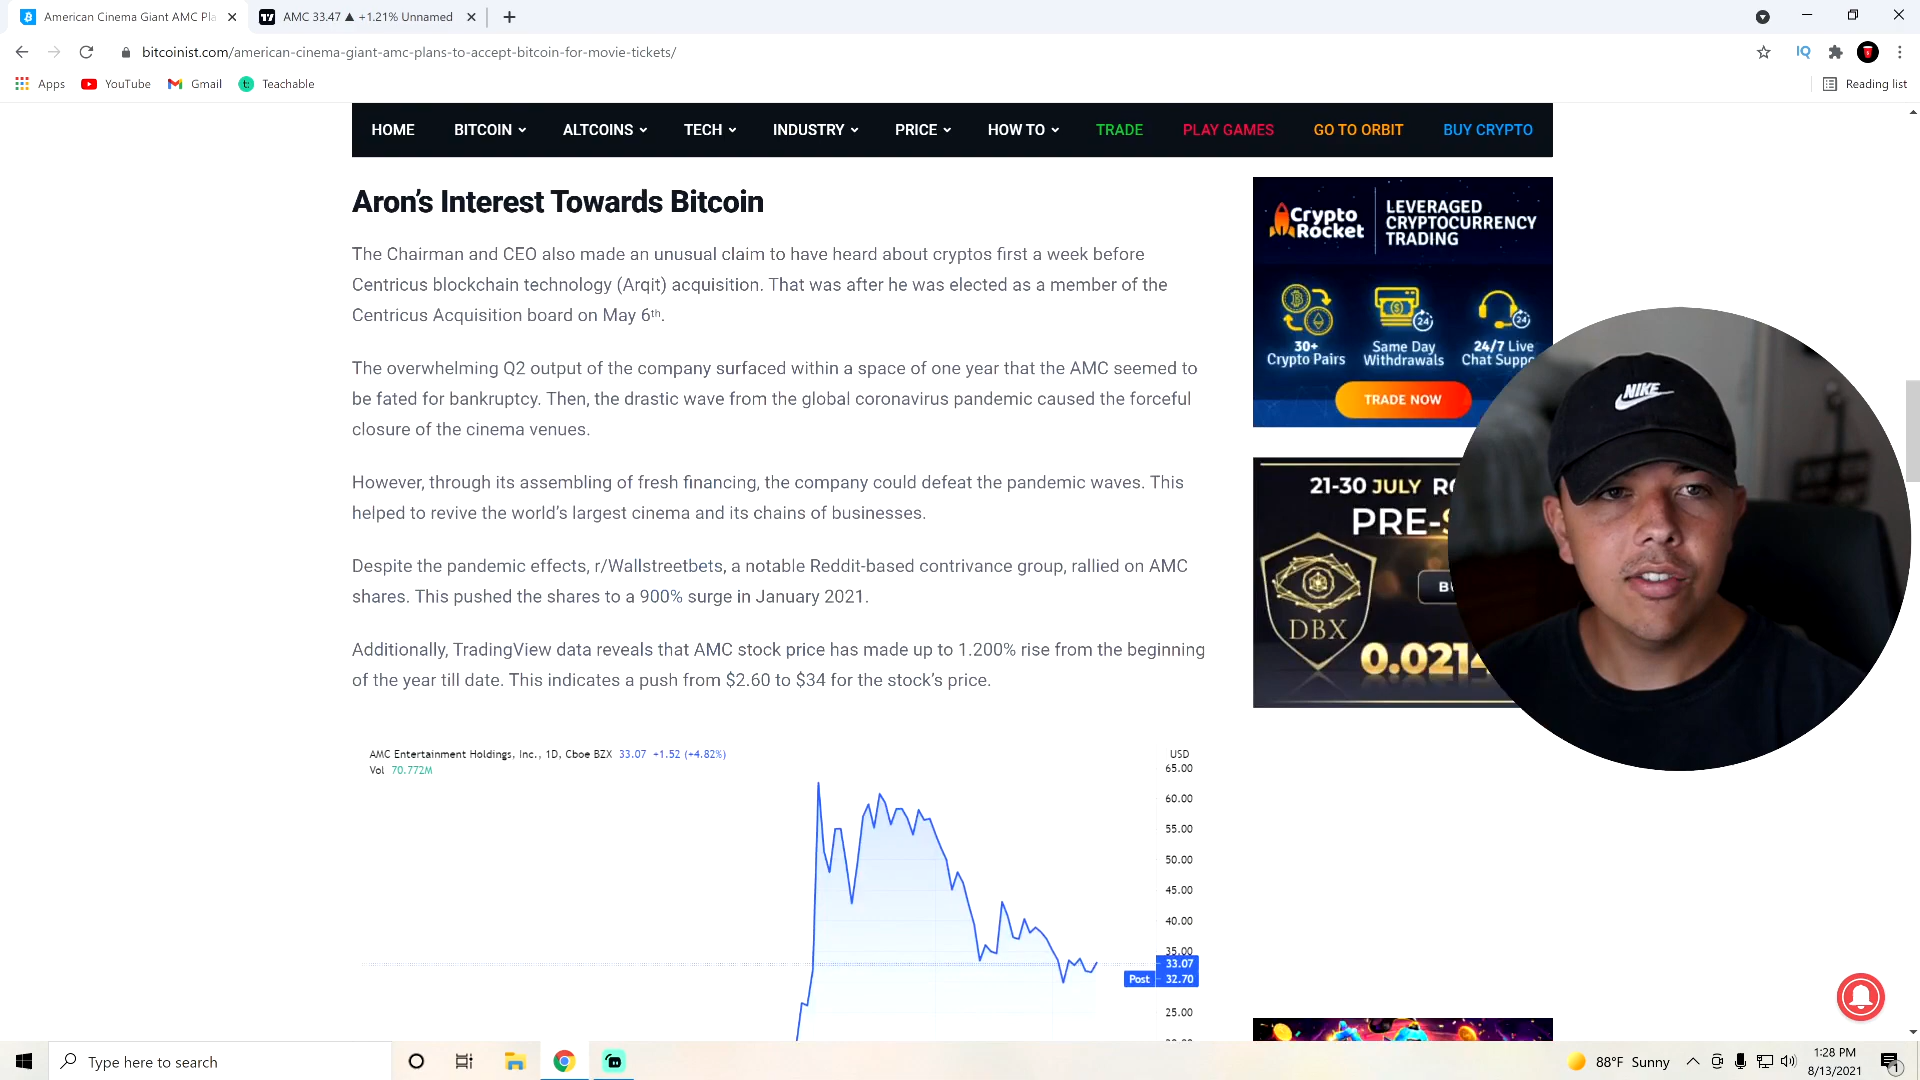 American Cinema Giant AMC Pla
AMC 33.47 ▲ +1.21% Unnamed
bitcoinist.com/american-cinema-giant-amc-plans-to-accept-bitcoin-for-movie-tickets/
IQ
Apps
YouTube
Gmail
Teachable
Reading list
HOME
BITCOIN
ALTCOINS
TECH
INDUSTRY
PRICE
HOW TO
TRADE
PLAY GAMES
GO TO ORBIT
BUY CRYPTO
Aron’s Interest Towards Bitcoin
The Chairman and CEO also made an unusual claim to have heard about cryptos first a week before
Centricus blockchain technology (Arqit) acquisition. That was after he was elected as a member of the
Centricus Acquisition board on May 6th.
The overwhelming Q2 output of the company surfaced within a space of one year that the AMC seemed to
be fated for bankruptcy. Then, the drastic wave from the global coronavirus pandemic caused the forceful
closure of the cinema venues.
However, through its assembling of fresh financing, the company could defeat the pandemic waves. This
helped to revive the world’s largest cinema and its chains of businesses.
Despite the pandemic effects, r/Wallstreetbets, a notable Reddit-based contrivance group, rallied on AMC
shares. This pushed the shares to a 900% surge in January 2021.
Additionally, TradingView data reveals that AMC stock price has made up to 1.200% rise from the beginning
of the year till date. This indicates a push from $2.60 to $34 for the stock’s price.
AMC Entertainment Holdings, Inc., 1D, Cboe BZX 33.07 +1.52 (+4.82%)
Vol 70.772M
USD
65.00
60.00
55.00
50.00
45.00
40.00
35.00
33.07
Post 32.70
25.00
Crypto
Rocket
LEVERAGED
CRYPTOCURRENCY
TRADING
30+
Crypto Pairs
24
Same Day
Withdrawals
24
24/7 Live
Chat Suppo
TRADE NOW
21-30 JULY RO
PRE-S
BU
DBX
0.0214
NIKE
Type here to search
88°F Sunny
1:28 PM
8/13/2021
1